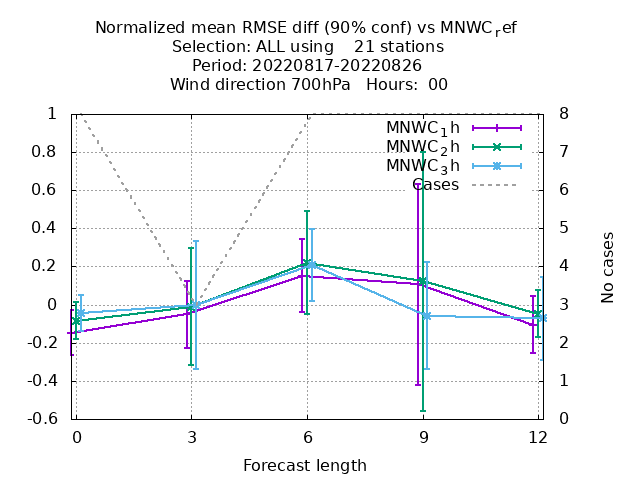 Normalized mean RMSE diff (90% conf) vs MNWC_ref
Selection: ALL using    21 stations
Period: 20220817-20220826
Wind direction 700hPa   Hours:  00
MNWC_1h
MNWC_2h
MNWC_3h
Cases
1
0.8
0.6
0.4
0.2
0
-0.2
-0.4
-0.6
8
7
6
5
4
3
2
1
0
No cases
0 3 6 9 12
Forecast length